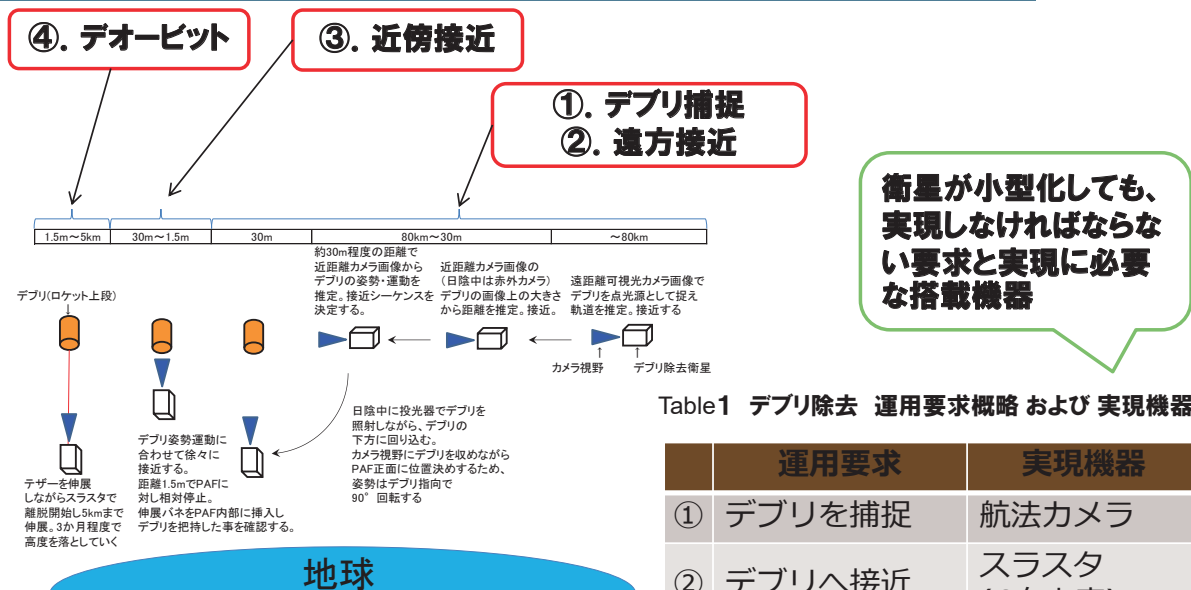 ④. デオービット
③. 近傍接近
①. デブリ捕捉
②. 遠方接近
衛星が小型化しても、
実現しなければならな
い要求と実現に必要
な搭載機器
1.5m～5km
30m～1.5m
30m
80km～30m
～80km
約30m程度の距離で
近距離カメラ画像から
デブリの姿勢・運動を
推定。接近シーケンスを
決定する。
近距離カメラ画像の
（日陰中は赤外カメラ）
デブリの画像上の大きさ
から距離を推定。接近。
遠距離可視光カメラ画像で
デブリを点光源として捉え
軌道を推定。接近する
デブリ(ロケット上段)
カメラ視野
デブリ除去衛星
日陰中に投光器でデブリを
照射しながら、デブリの
下方に回り込む。
カメラ視野にデブリを収めながら
PAF正面に位置決めするため、
姿勢はデブリ指向で
90°回転する
デブリ姿勢運動に
合わせて徐々に
接近する。
距離1.5mでPAFに
対し相対停止。
伸展バネをPAF内部に挿入し
デブリを把持した事を確認する。
テザーを伸展
しながらスラスタで
離脱開始し5kmまで
伸展。3か月程度で
高度を落としていく
地球
Table1 デブリ除去 運用要求概略 および 実現機器
運用要求
実現機器
① デブリを捕捉
航法カメラ
② デブリへ接近
スラスタ